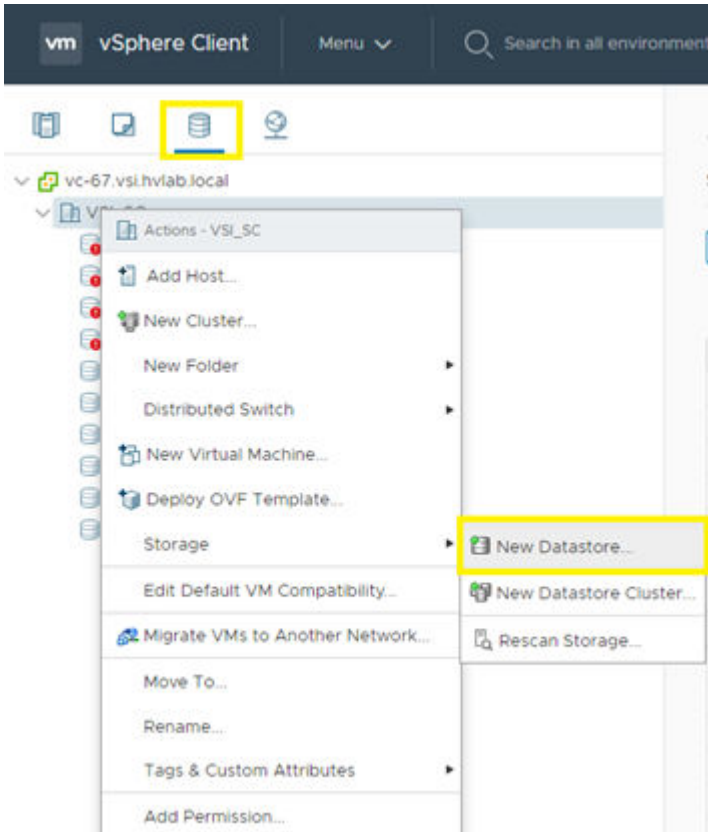 vm vSphere Client Menu Search in all environment
vc-67.vsi.hvlab.local
Actions - VSI_SC
Add Host...
New Cluster...
New Folder
Distributed Switch
New Virtual Machine...
Deploy OVF Template...
Storage
New Datastore...
Edit Default VM Compatibility...
New Datastore Cluster...
Migrate VMs to Another Network...
Rescan Storage...
Move To...
Rename...
Tags & Custom Attributes
Add Permission...